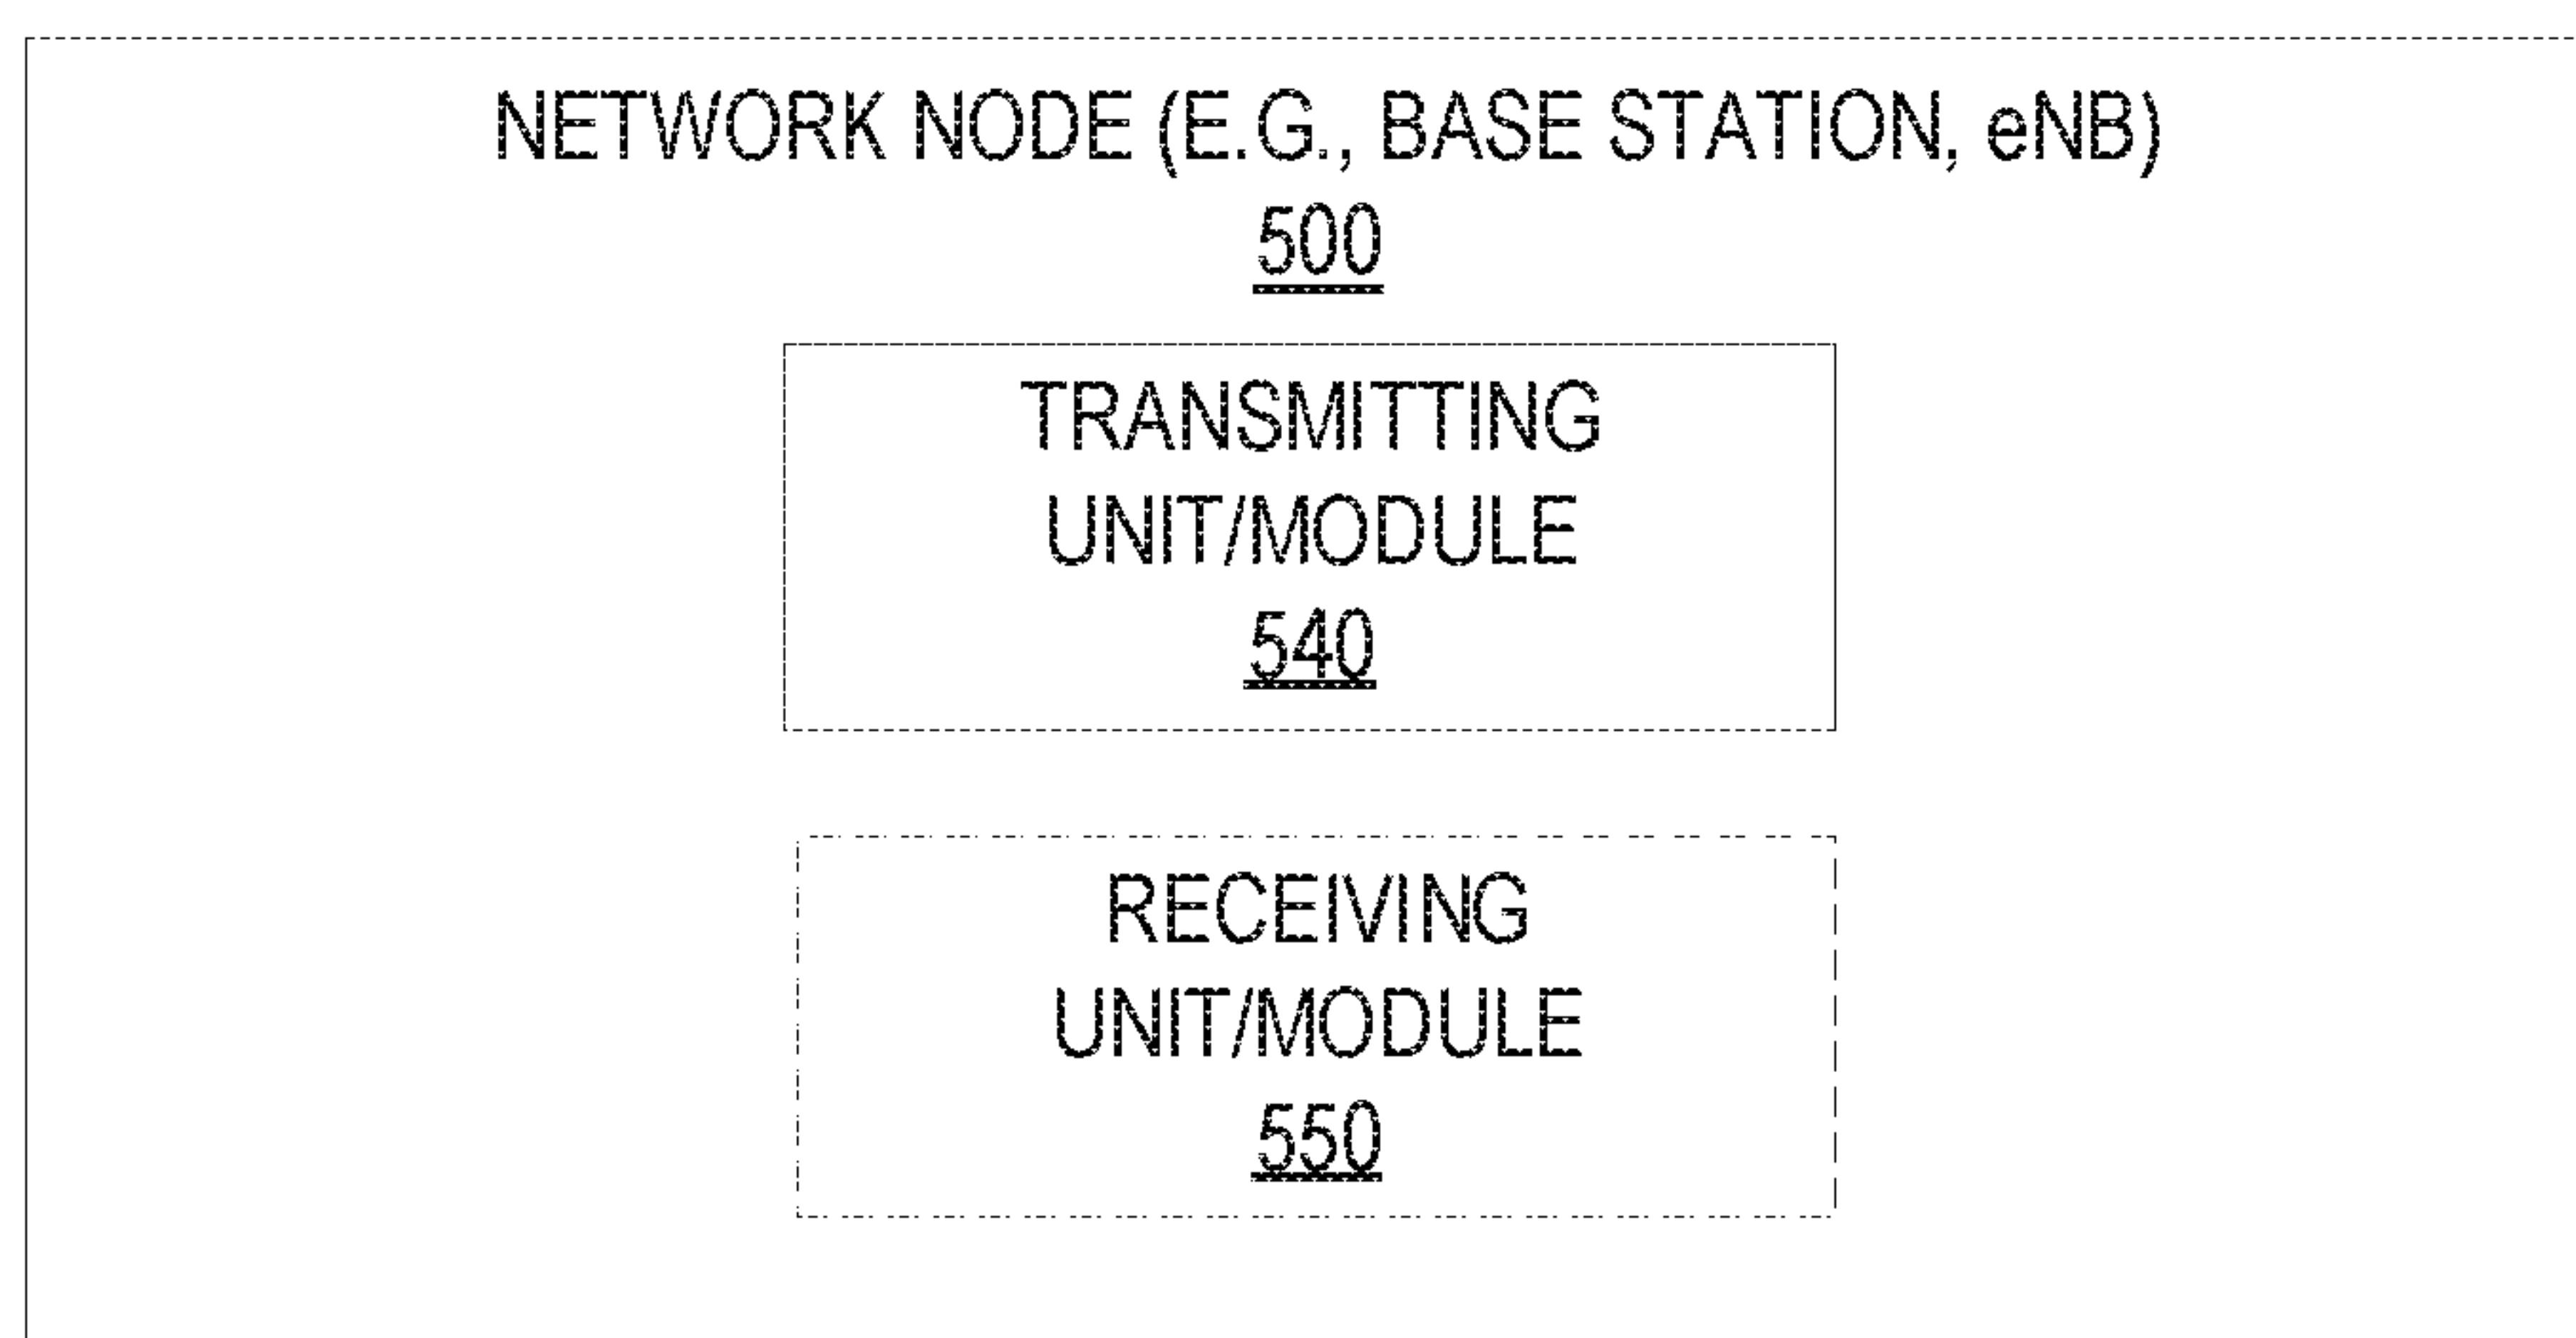 NETWORK NODE (E.G., BASE STATION, eNB)
500
TRANSMITTING
UNIT/MODULE
540
RECEIVING
UNIT/MODULE
550